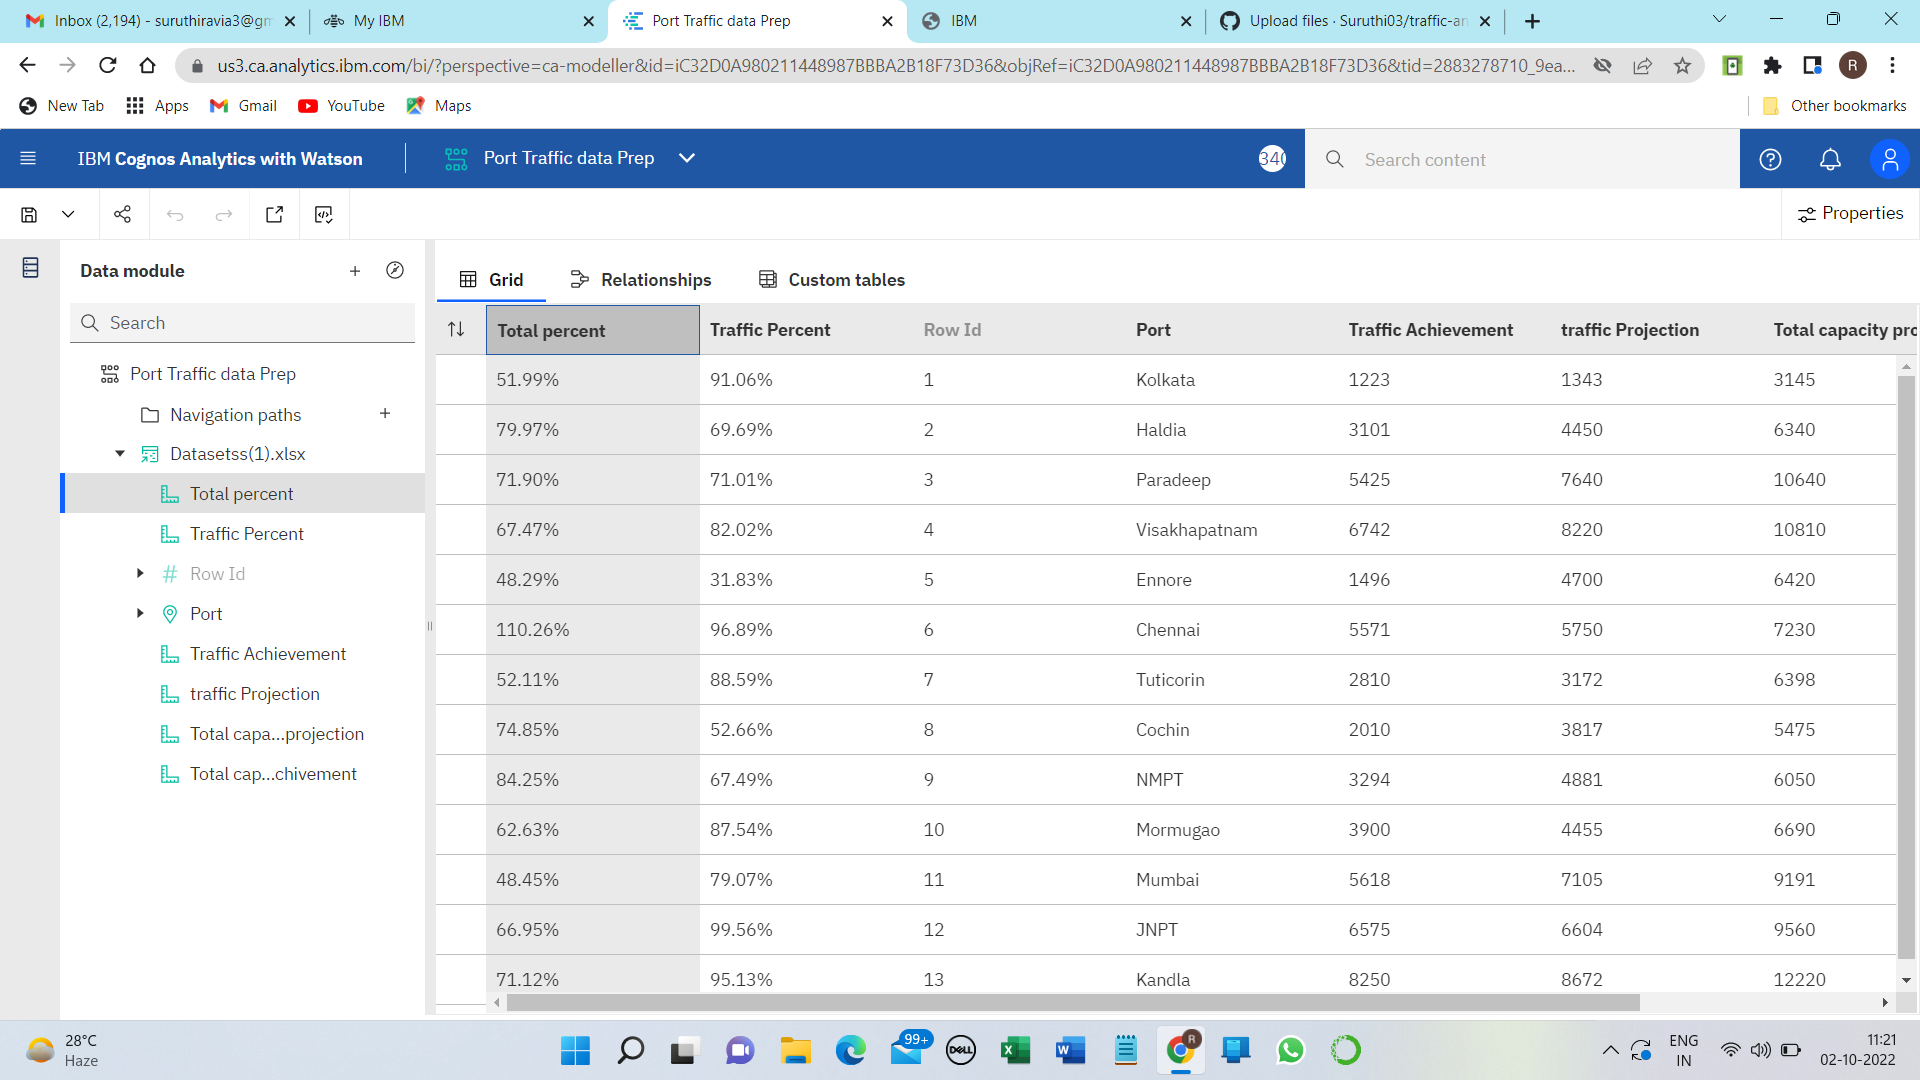 Inbox (2,194) - suruthiravia3@gm
My IBM
Port Traffic data Prep
IBM
Upload files · Suruthi03/traffic-an
us3.ca.analytics.ibm.com/bi/?perspective=ca-modeller&id=iC32D0A980211448987BBBA2B18F73D36&objRef=iC32D0A980211448987BBBA2B18F73D36&tid=2883278710_9ea...
R
New Tab
Apps
Gmail
YouTube
Maps
Other bookmarks
IBM Cognos Analytics with Watson
Port Traffic data Prep
340
Search content
Properties
Data module
Search
Port Traffic data Prep
Navigation paths
Datasetss(1).xlsx
Total percent
Traffic Percent
Row Id
Port
Traffic Achievement
traffic Projection
Total capa...projection
Total cap...chivement
Grid Relationships Custom tables
Total percent Traffic Percent Row Id Port Traffic Achievement traffic Projection Total capacity pro
51.99% 91.06% 1 Kolkata 1223 1343 3145
79.97% 69.69% 2 Haldia 3101 4450 6340
71.90% 71.01% 3 Paradeep 5425 7640 10640
67.47% 82.02% 4 Visakhapatnam 6742 8220 10810
48.29% 31.83% 5 Ennore 1496 4700 6420
110.26% 96.89% 6 Chennai 5571 5750 7230
52.11% 88.59% 7 Tuticorin 2810 3172 6398
74.85% 52.66% 8 Cochin 2010 3817 5475
84.25% 67.49% 9 NMPT 3294 4881 6050
62.63% 87.54% 10 Mormugao 3900 4455 6690
48.45% 79.07% 11 Mumbai 5618 7105 9191
66.95% 99.56% 12 JNPT 6575 6604 9560
71.12% 95.13% 13 Kandla 8250 8672 12220
28°C
Haze
99+
DELL
R
ENG
IN
11:21
02-10-2022